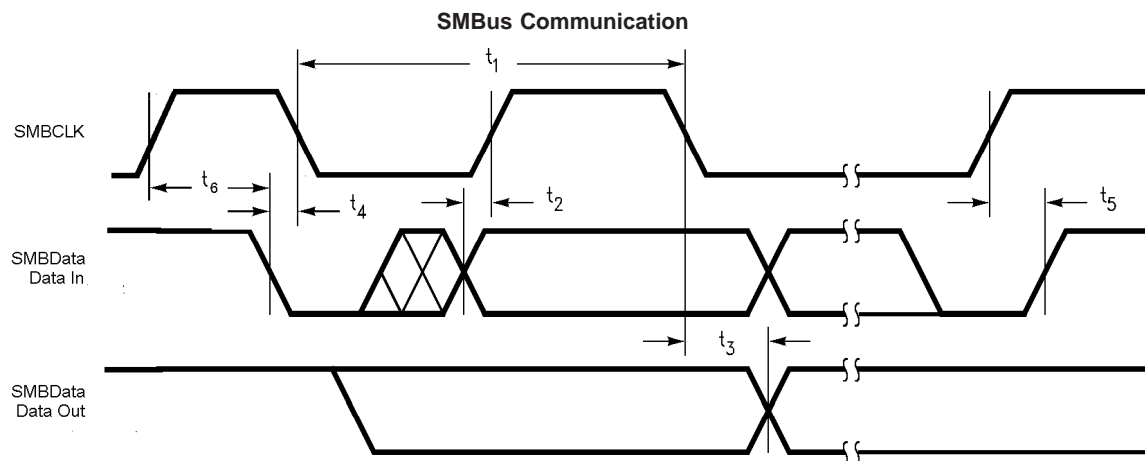 SMBus Communication
t1
SMBCLK
t6
t4
t2
t5
SMBData
Data In
t3
SMBData
Data Out